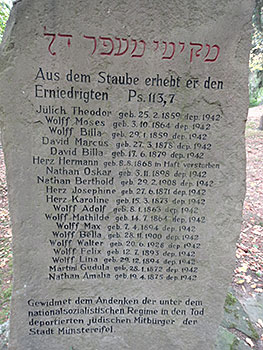 מקימי מעפר דל
Aus dem Staube erhebt er den
Erniedrigten Ps. 113,7
Jülich Theodor geb. 25. 2. 1859 dep. 1942
Wolff Moses geb. 3. 10. 1864 dep. 1942
Wolff Billa geb. 29. 1. 1859 dep. 1942
David Marcus geb. 27. 3. 1878 dep. 1942
David Billa geb. 17. 6. 1879 dep. 1942
Herz Hermann geb. 8. 8. 1868 in Haft verstorben
Nathan Oskar geb. 3. 11. 1898 dep. 1942
Nathan Berthold geb. 29. 2. 1908 dep. 1942
Herz Josephine geb. 27. 6. 1871 dep. 1942
Herz Karoline geb. 15. 3. 1873 dep. 1942
Wolff Adolf geb. 8. 1. 1863 dep. 1942
Wolff Mathilde geb. 14. 7. 1864 dep. 1942
Wolff Max geb. 7. 4. 1894 dep. 1942
Wolff Bella geb. 28. 11. 1900 dep. 1942
Wolff Walter geb. 20. 6. 1926 dep. 1942
Wolff Felix geb. 12. 7. 1893 dep. 1942
Wolff Lina geb. 29. 12. 1894 dep. 1942
Martini Gudula geb. 28. 1. 1872 dep. 1942
Nathan Amalia geb. 19. 4. 1875 dep. 1942
Gewidmet dem Andenken der unter dem
nationalsozialistischen Regime in den Tod
deportierten jüdischen Mitbürger der
Stadt Münstereifel.